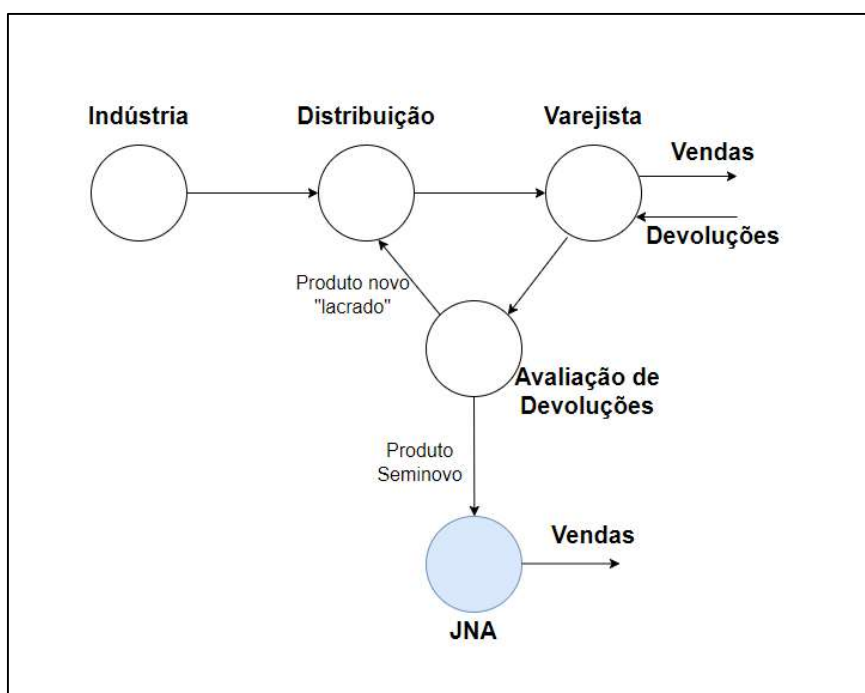 Indústria
Distribuição
Varejista
Vendas
Devoluções
Produto novo
"lacrado"
Avaliação de
Devoluções
Produto
Seminovo
Vendas
JNA